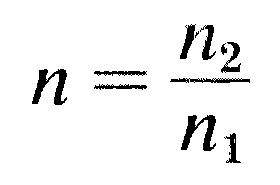 n = n₂/n₁